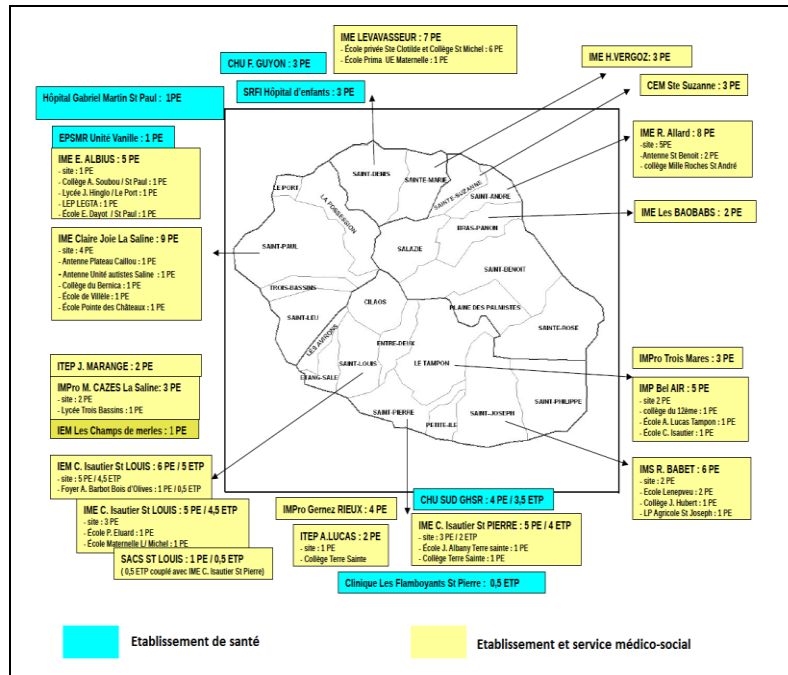 IME LEVAVASSEUR : 7 PE
- École privée Ste Clotilde et Collège St Michel : 6 PE
- École Prima UE Maternelle : 1 PE
CHU F. GUYON : 3 PE
SRFI Hôpital d'enfants : 3 PE
IME H.VERGOZ: 3 PE
CEM Ste Suzanne : 3 PE
Hôpital Gabriel Martin St Paul : 1PE
EPSMR Unité Vanille : 1 PE
IME E. ALBIUS : 5 PE
- site : 1 PE
- Collège A. Soubou / St Paul : 1 PE
- Lycée J. Hinglo / Le Port : 1 PE
- LEP LEGTA : 1 PE
- École E. Dayot / St Paul : 1 PE
IME R. Allard : 8 PE
-site : 5PE
-Antenne St Benoit : 2 PE
- collège Mille Roches St André
IME Les BAOBABS : 2 PE
IME Claire Joie La Saline : 9 PE
- site : 4 PE
- Antenne Plateau Caillou : 1 PE
- Antenne Unité autistes Saline : 1 PE
- Collège du Bernica : 1 PE
- École de Villèle : 1 PE
- École Pointe des Châteaux : 1 PE
SAINT-DENIS
SAINTE-MARIE
SAINTE-SUZANNE
SAINT-ANDRE
LE-PORT
LA POSSESSION
BRAS-PANON
SAINT-PAUL
SALAZIE
SAINT-BENOIT
TROIS-BASSINS
CILAOS
PLAINE DES PALMISTES
SAINT-LEU
SAINTE-ROSE
LES AVIRONS
ENTRE-DEUX
SAINT-LOUIS
LE TAMPON
ETANG-SALE
SAINT-PIERRE
SAINT-JOSEPH
SAINT-PHILIPPE
PETITE-ILE
ITEP J. MARANGE : 2 PE
IMPro M. CAZES La Saline: 3 PE
- site : 2 PE
- Lycée Trois Bassins : 1 PE
IEM Les Champs de merles : 1 PE
IMPro Trois Mares : 3 PE
IMP Bel AIR : 5 PE
- site 2 PE
- collège du 12ème : 1 PE
- École A. Lucas Tampon : 1 PE
- École C. Isautier : 1 PE
IEM C. Isautier St LOUIS : 6 PE / 5 ETP
- site : 5 PE / 4,5 ETP
- Foyer A. Barbot Bois d'Olives : 1 PE / 0,5 ETP
IMS R. BABET : 6 PE
- site : 2 PE
- Ecole Lenepveu : 2 PE
- Collège J. Hubert : 1 PE
- LP Agricole St Joseph : 1 PE
IME C. Isautier St LOUIS : 5 PE / 4,5 ETP
- site : 3 PE
- École P. Eluard : 1 PE
- École Maternelle L/ Michel : 1 PE
SACS ST LOUIS : 1 PE / 0,5 ETP
( 0,5 ETP couplé avec IME C. Isautier St Pierre)
IMPro Gernez RIEUX : 4 PE
ITEP A.LUCAS : 2 PE
- site : 1 PE
- Collège Terre Sainte
CHU SUD GHSR : 4 PE / 3,5 ETP
IME C. Isautier St PIERRE : 5 PE / 4 ETP
- site : 3 PE / 2 ETP
- École J. Albany Terre sainte : 1 PE
- Collège Terre Sainte : 1 PE
Clinique Les Flamboyants St Pierre : 0,5 ETP
Etablissement de santé
Etablissement et service médico-social